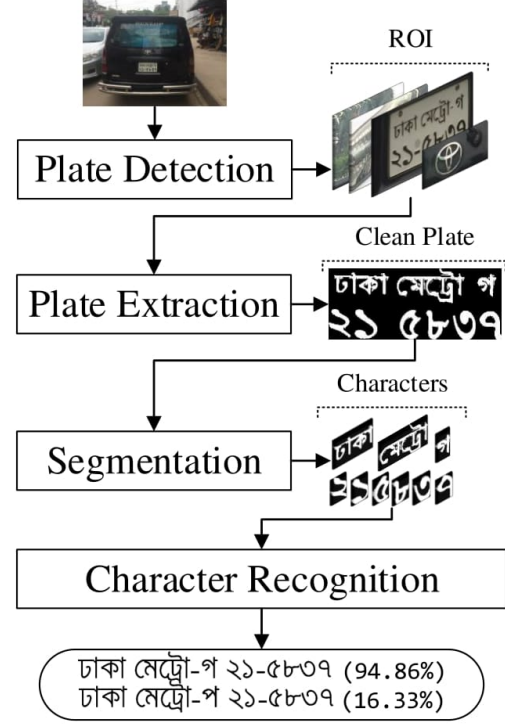 ROI
ঢাকা মেট্রো-গ
২১-৫৮৩৭
Plate Detection
Clean Plate
ঢাকা মেট্রো গ
২১ ৫৮৩৭
Plate Extraction
Characters
ঢাকা মেট্রো গ
২১৫৮৩৭
Segmentation
Character Recognition
ঢাকা মেট্রো-গ ২১-৫৮৩৭ (94.86%)
ঢাকা মেট্রো-প ২১-৫৮৩৭ (16.33%)